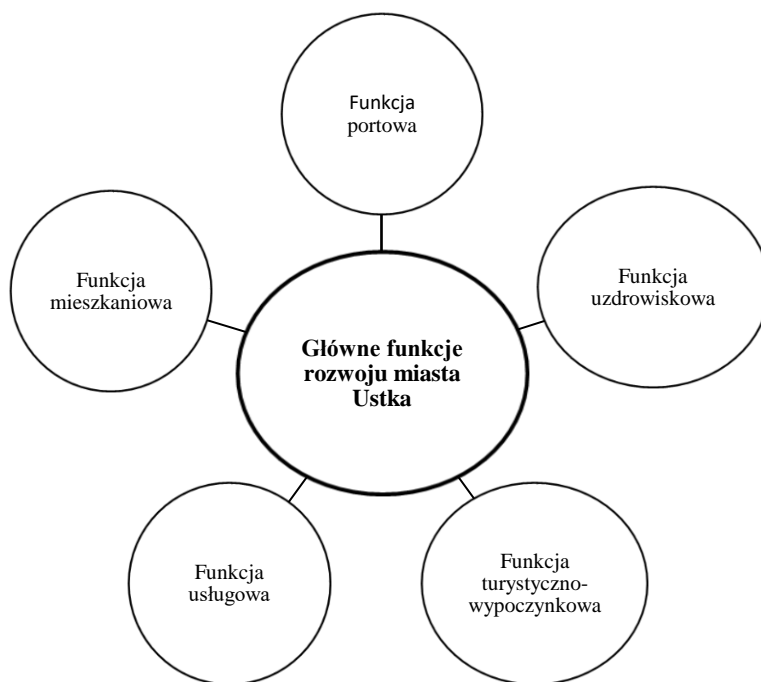 Funkcja
portowa
Funkcja
mieszkaniowa
Funkcja
uzdrowiskowa
Główne funkcje
rozwoju miasta
Ustka
Funkcja
usługowa
Funkcja
turystyczno-
wypoczynkowa